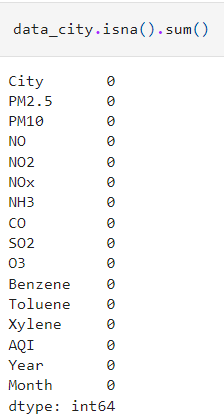 data_city.isna().sum()
City 0
PM2.5 0
PM10 0
NO 0
NO2 0
NOx 0
NH3 0
CO 0
SO2 0
O3 0
Benzene 0
Toluene 0
Xylene 0
AQI 0
Year 0
Month 0
dtype: int64